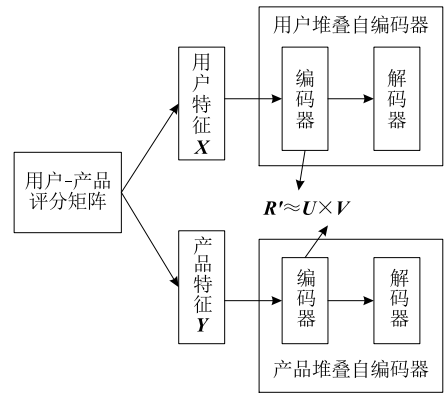 用户堆叠自编码器
用户特征X
编码器
解码器
用户-产品
评分矩阵
R′≈U×V
产品特征Y
编码器
解码器
产品堆叠自编码器